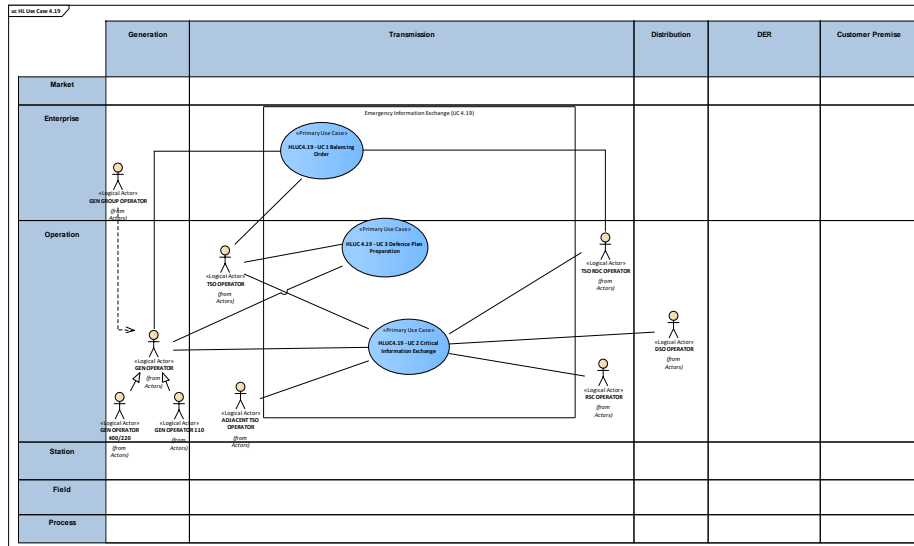 uc HL Use Case 4.19
Generation
Transmission
Distribution
DER
Customer Premise
Market
Enterprise
Emergency Information Exchange (UC 4.19)
«Primary Use Case»
HLUC4.19 - UC 1 Balancing
Order
«Logical Actor»
GEN GROUP OPERATOR
(from
Actors)
Operation
«Primary Use Case»
HLUC 4.19 - UC 3 Defence Plan
Preparation
«Logical Actor»
TSO OPERATOR
(from
Actors)
«Logical Actor»
TSO RDC OPERATOR
(from
Actors)
«Primary Use Case»
HLUC4.19 - UC 2 Critical
Information Exchange
«Logical Actor»
DSO OPERATOR
(from
Actors)
«Logical Actor»
GEN OPERATOR
(from
Actors)
«Logical Actor»
RSC OPERATOR
(from
Actors)
«Logical Actor»
GEN OPERATOR
400/220
(from
Actors)
«Logical Actor»
GEN OPERATOR 110
(from
Actors)
«Logical Actor»
ADJACENT TSO
OPERATOR
(from
Actors)
Station
Field
Process